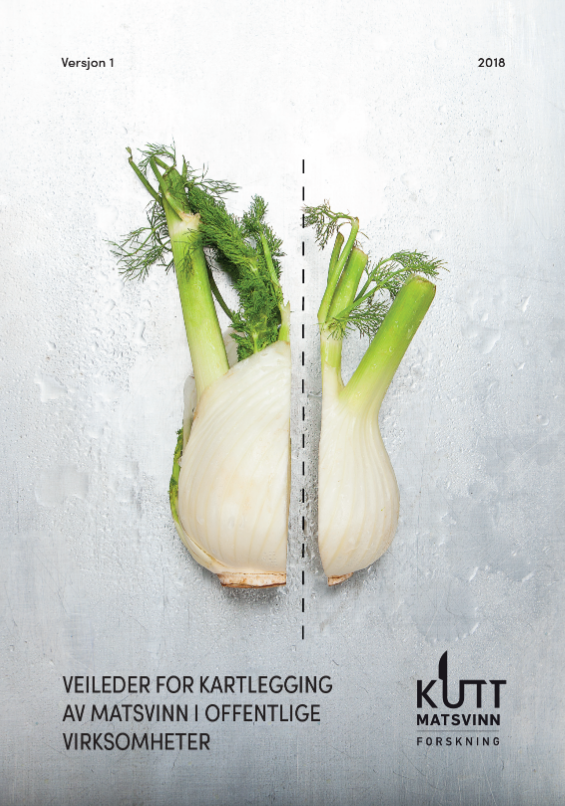 Versjon 1
2018
VEILEDER FOR KARTLEGGING
AV MATSVINN I OFFENTLIGE
VIRKSOMHETER
KUTT
MATSVINN
FORSKNING